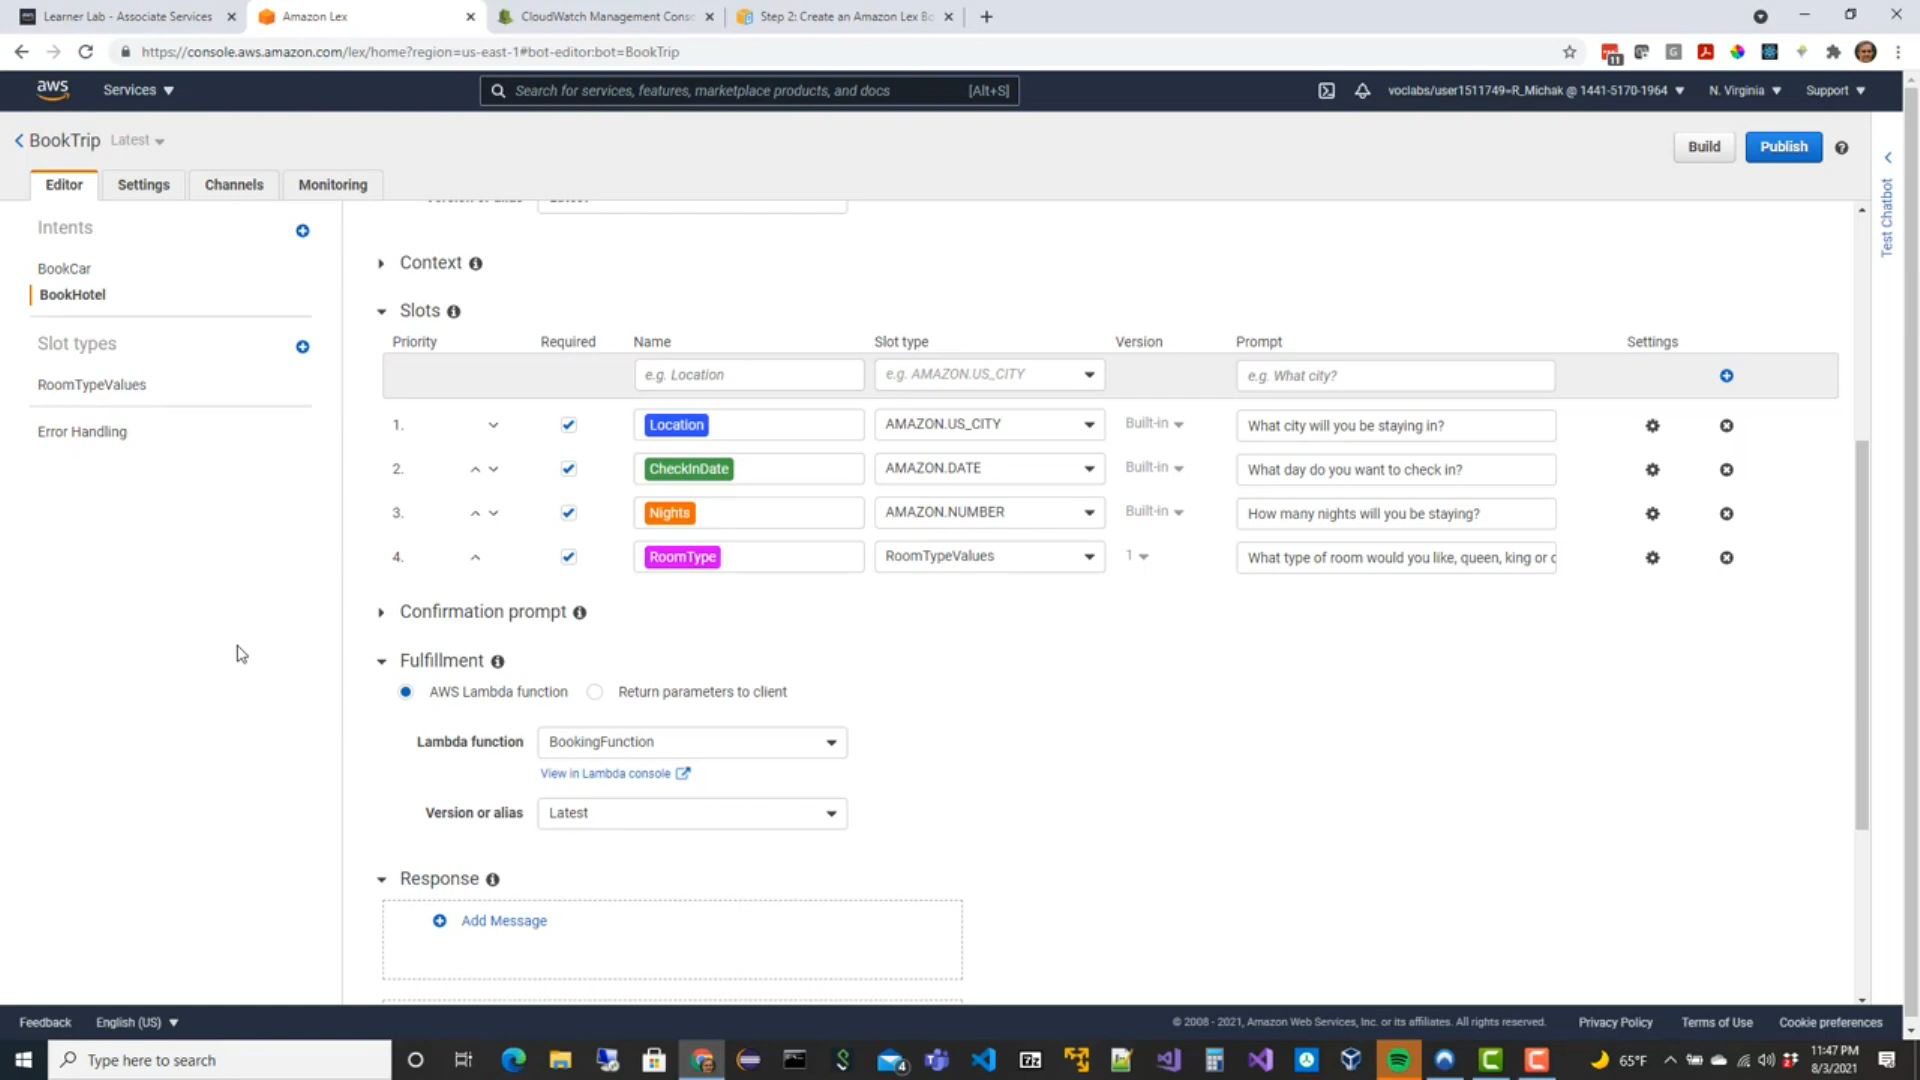 Learner Lab - Associate Services
Amazon Lex
CloudWatch Management Cons
Step 2: Create an Amazon Lex Bo
https://console.aws.amazon.com/lex/home?region=us-east-1#bot-editor:bot=BookTrip
11
aws
Services
Search for services, features, marketplace products, and docs
[Alt+S]
voclabs/user1511749=R_Michak @ 1441-5170-1964
N. Virginia
Support
BookTrip
Latest
Build
Publish
Editor
Settings
Channels
Monitoring
Test Chatbot
Intents
BookCar
BookHotel
Slot types
RoomTypeValues
Error Handling
Context
Slots
Priority Required Name Slot type Version Prompt Settings
e.g. Location e.g. AMAZON.US_CITY e.g. What city?
1. Location AMAZON.US_CITY Built-in What city will you be staying in?
2. CheckInDate AMAZON.DATE Built-in What day do you want to check in?
3. Nights AMAZON.NUMBER Built-in How many nights will you be staying?
4. RoomType RoomTypeValues 1 What type of room would you like, queen, king or
Confirmation prompt
Fulfillment
AWS Lambda function Return parameters to client
Lambda function BookingFunction
View in Lambda console
Version or alias Latest
Response
Add Message
Feedback
English (US)
© 2008 - 2021, Amazon Web Services, Inc. or its affiliates. All rights reserved.
Privacy Policy
Terms of Use
Cookie preferences
Type here to search
4
7z
65°F
11:47 PM
8/3/2021